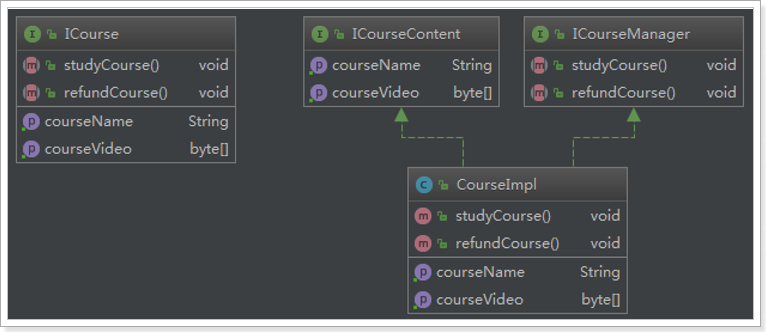 ICourse
studyCourse() void
refundCourse() void
courseName String
courseVideo byte[]
ICourseContent
courseName String
courseVideo byte[]
ICourseManager
studyCourse() void
refundCourse() void
CourseImpl
studyCourse() void
refundCourse() void
courseName String
courseVideo byte[]